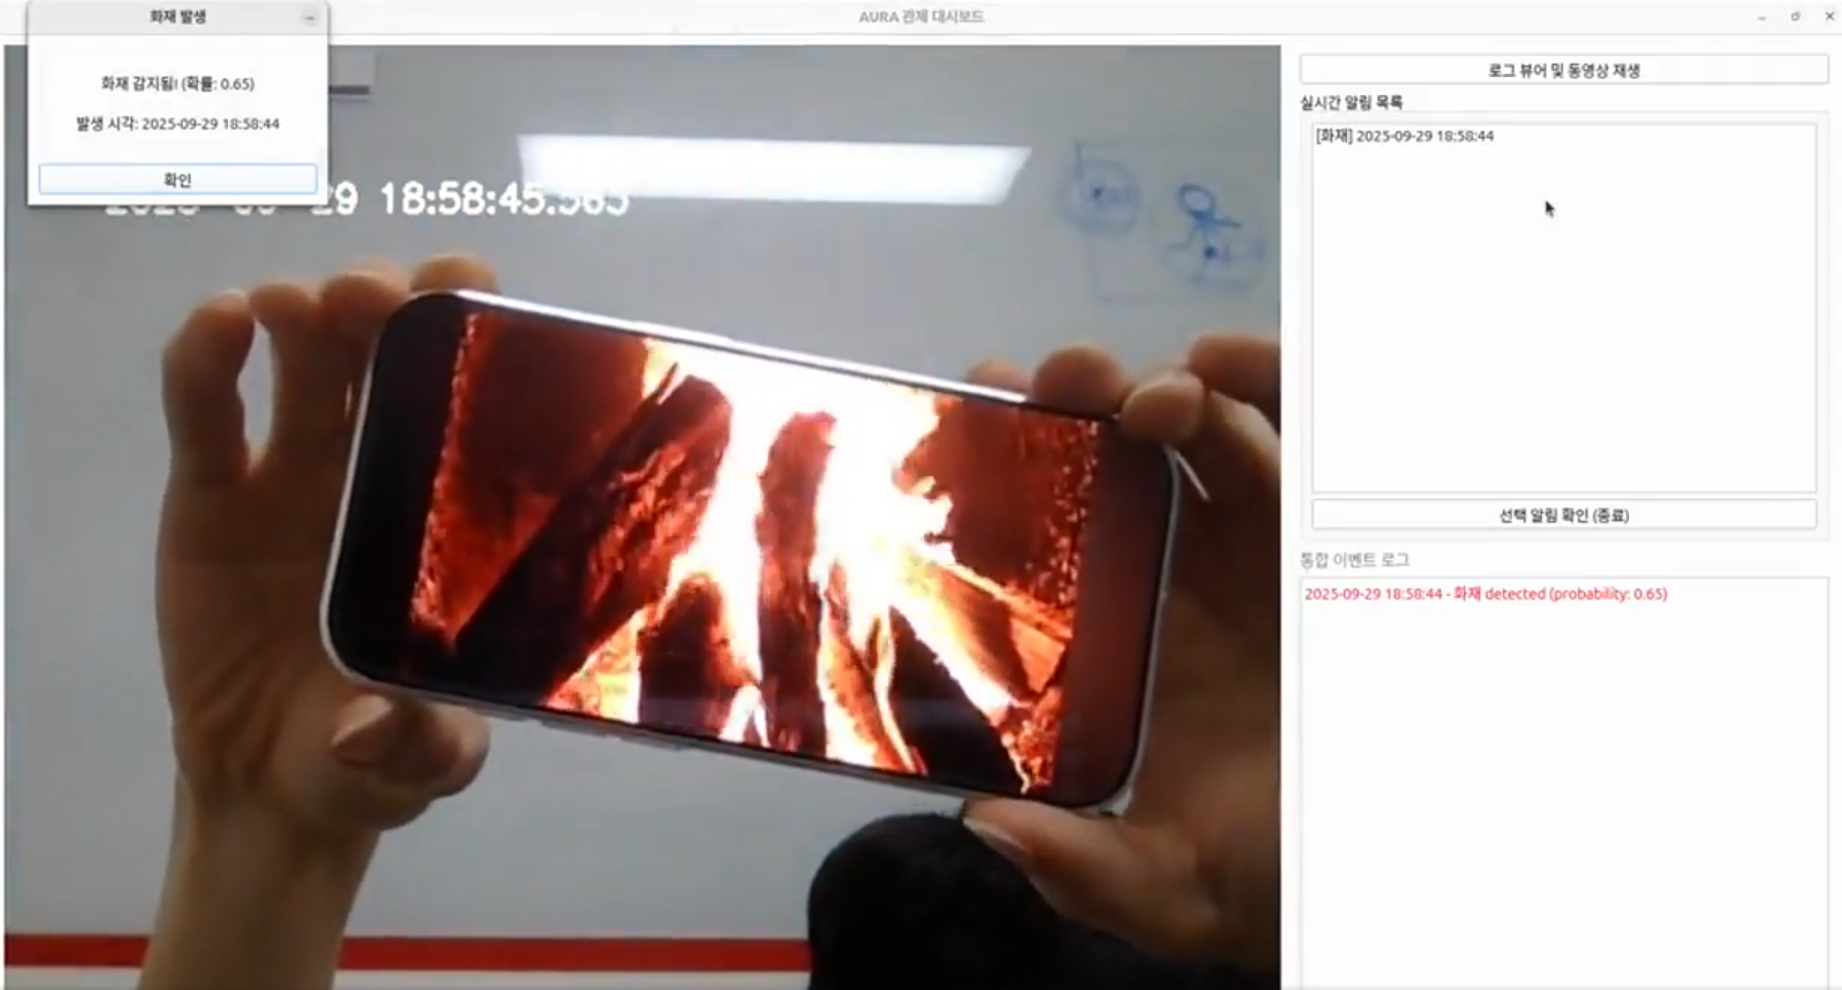 화재 발생
AURA 관제 대시보드
화재 감지됨! (확률: 0.65)
발생 시각: 2025-09-29 18:58:44
확인
29 18:58:45.565
로그 뷰어 및 동영상 재생
실시간 알림 목록
[화재] 2025-09-29 18:58:44
선택 알림 확인 (종료)
통합 이벤트 로그
2025-09-29 18:58:44 - 화재 detected (probability: 0.65)